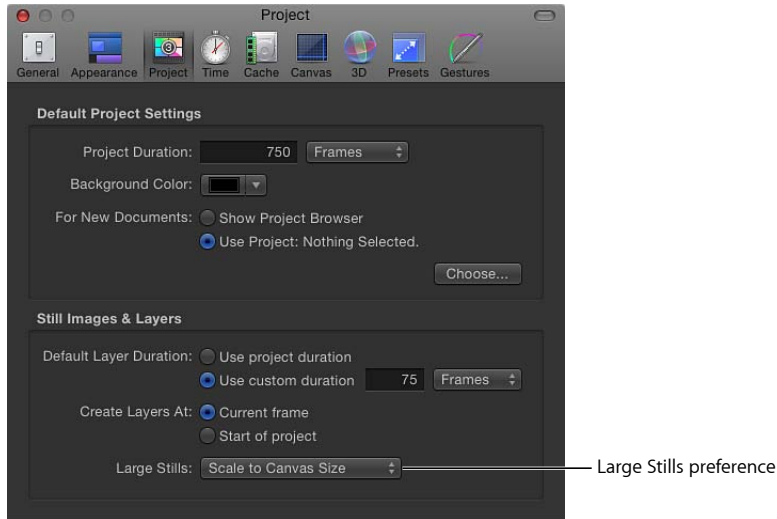 Project
General Appearance Project Time Cache Canvas 3D Presets Gestures
Default Project Settings
Project Duration: 750 Frames
Background Color:
For New Documents: Show Project Browser
Use Project: Nothing Selected.
Choose...
Still Images & Layers
Default Layer Duration: Use project duration
Use custom duration 75 Frames
Create Layers At: Current frame
Start of project
Large Stills: Scale to Canvas Size
Large Stills preference